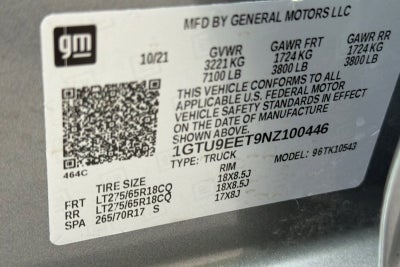 MFD BY GENERAL MOTORS LLC
gm
10/21 GVWR GAWR FRT GAWR RR
3221 KG 1724 KG 1724 KG
7100 LB 3800 LB 3800 LB
THIS VEHICLE CONFORMS TO ALL
APPLICABLE U.S. FEDERAL MOTOR
VEHICLE SAFETY STANDARDS IN EFFECT
ON THE DATE OF MANUFACTURE
SHOWN ABOVE.
1GTU9EET9NZ100446
TYPE: TRUCK MODEL: 96TK10543
464C
TIRE SIZE RIM
FRT LT275/65R18CQ 18X8.5J
RR LT275/65R18CQ 18X8.5J
SPA 265/70R17 S 17X8J